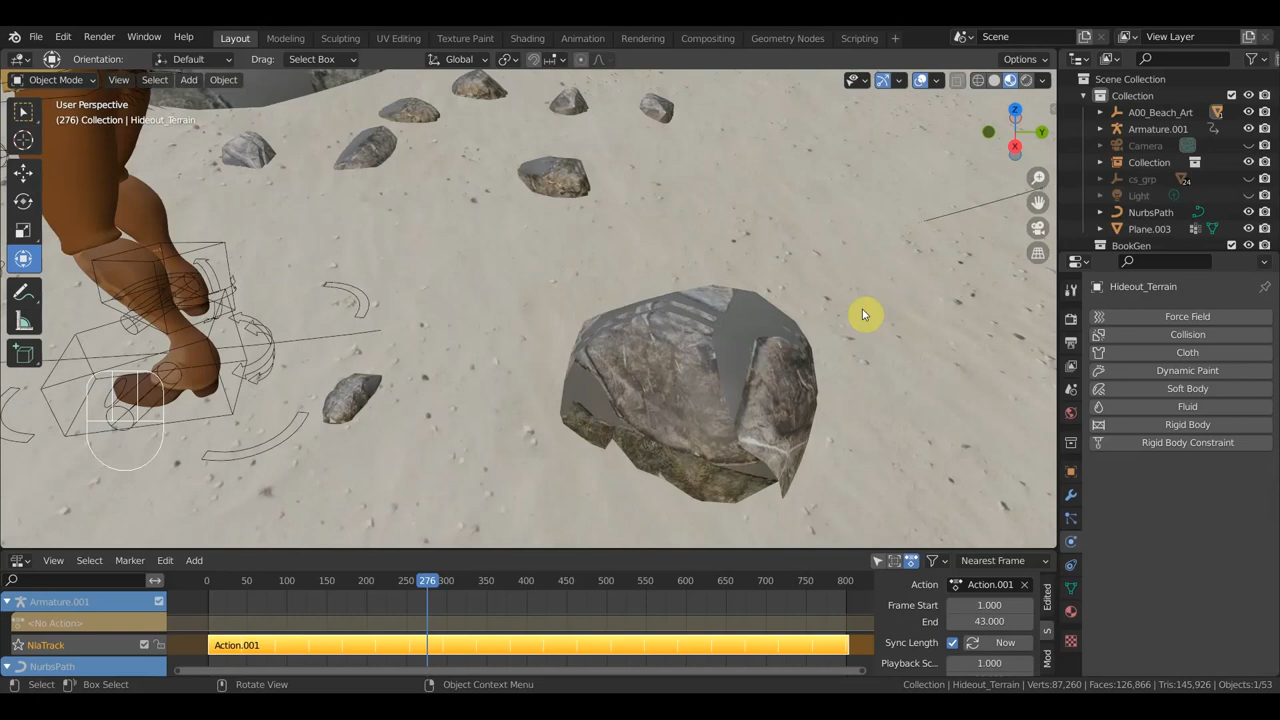 File Edit Render Window Help Layout Modeling Sculpting UV Editing Texture Paint Shading Animation Rendering Compositing Geometry Nodes Scripting + Scene View Layer
Orientation: Default Drag: Select Box Global Options
Object Mode View Select Add Object
User Perspective
(276) Collection | Hideout_Terrain
Z
Y
X
Scene Collection
Collection
A00_Beach_Art 1
Armature.001
Camera
Collection
cs_grp 24
Light
NurbsPath
Plane.003
BookGen
Hideout_Terrain
Force Field
Collision
Cloth
Dynamic Paint
Soft Body
Fluid
Rigid Body
Rigid Body Constraint
View Select Marker Edit Add Nearest Frame
0 50 100 150 200 250 276 300 350 400 450 500 550 600 650 700 750 800
Armature.001
<No Action>
NlaTrack
Action.001
NurbsPath
Action Action.001
Frame Start 1.000
End 43.000
Sync Length Now
Playback Sc... 1.000
Edited
S
Mod
Select Box Select Rotate View Object Context Menu Collection | Hideout_Terrain | Verts:87,260 | Faces:126,866 | Tris:145,926 | Objects:1/53